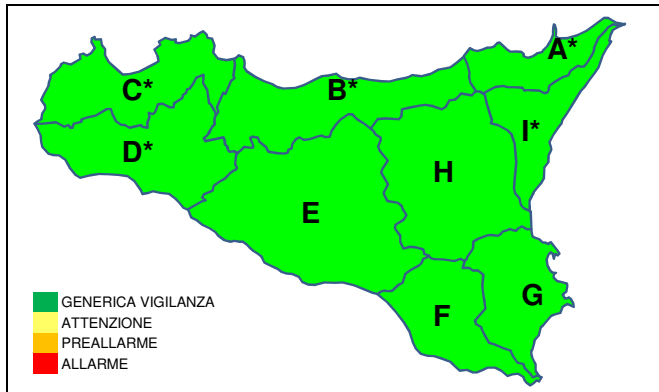 A*
C*
B*
I*
D*
H
E
G
F
GENERICA VIGILANZA
ATTENZIONE
PREALLARME
ALLARME